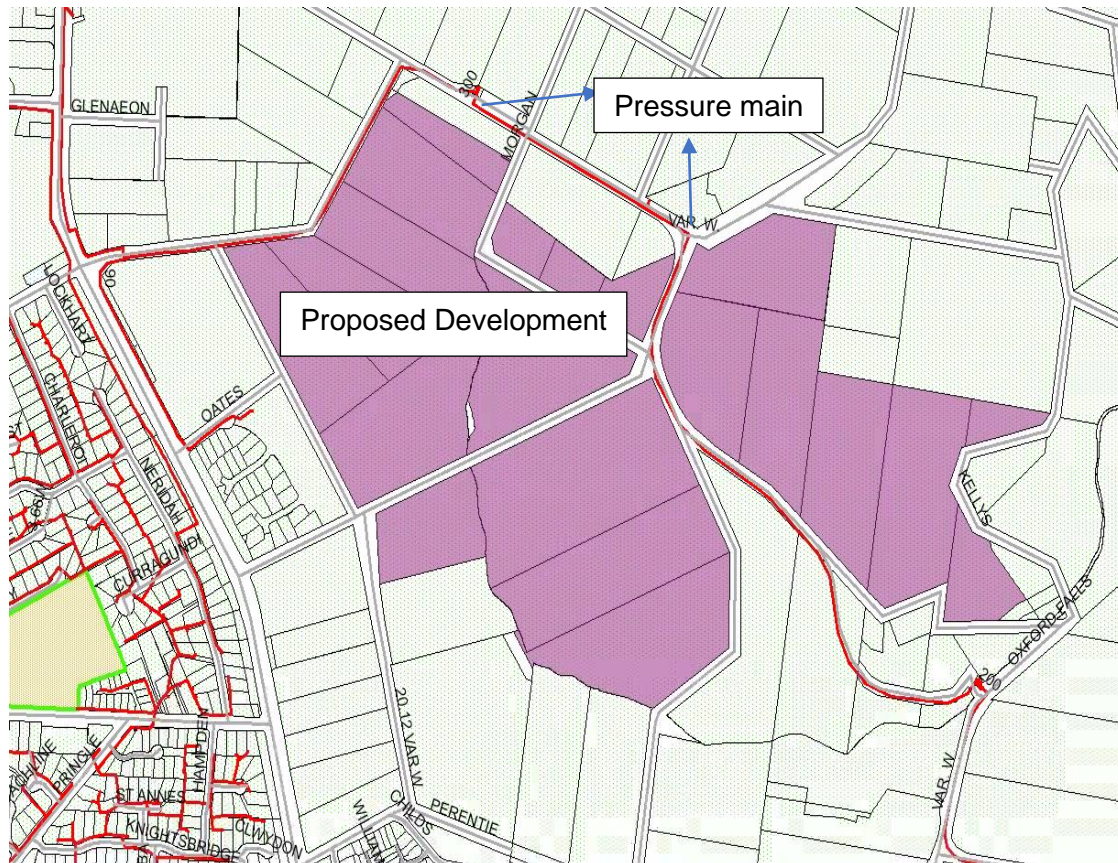 300
GLENAEON
MORGAN
Pressure main
VAR. W.
90
LOCKHART
Proposed Development
CHARLEROI
OATES
NERIDAH
KELLYS
CURRAGUNDI
OXFORD FALLS
200
20.12 VAR W.
HAMPDEN
PRINGLE
VAR. W
ST ANNES
CHILDS
PERENTIE
KNIGHTSBRIDGE
CLWYDON